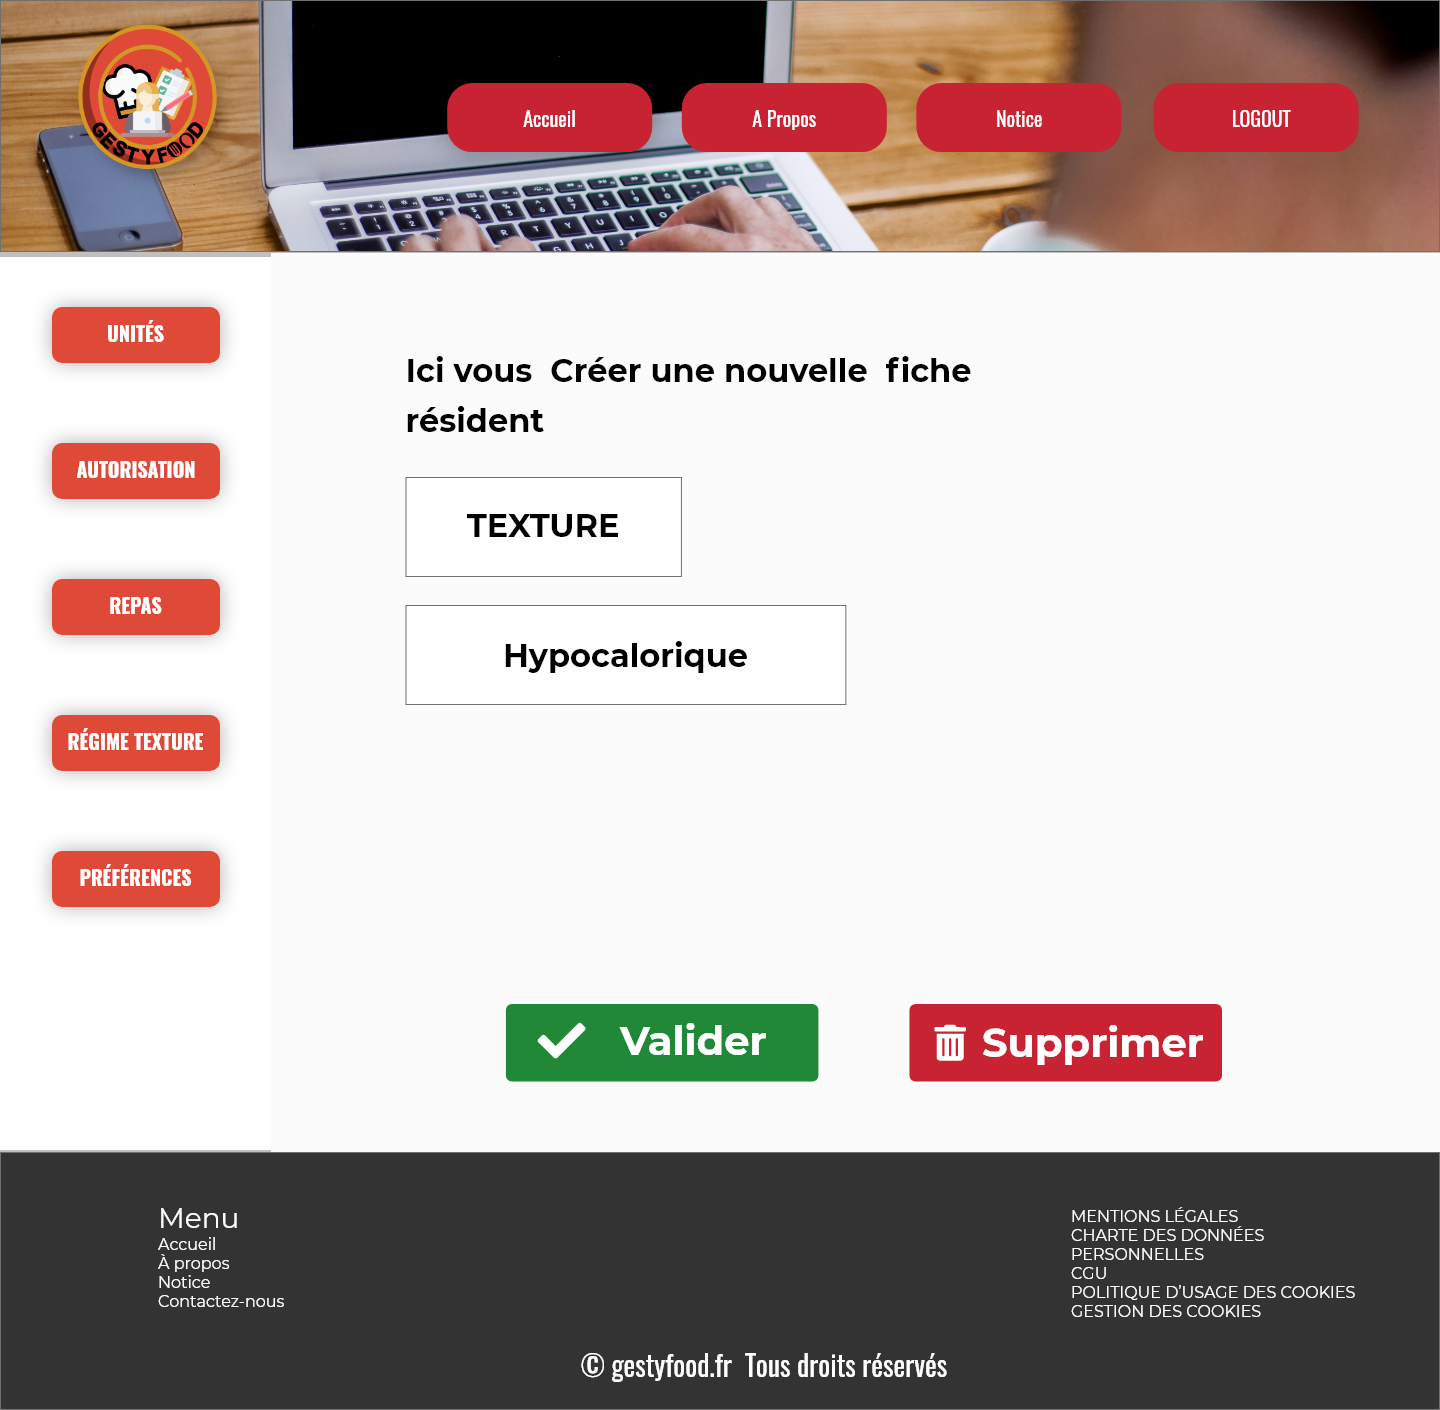 GESTYFOOD
Accueil
A Propos
Notice
LOGOUT
UNITÉS
AUTORISATION
REPAS
RÉGIME TEXTURE
PRÉFÉRENCES
Ici vous Créer une nouvelle fiche
résident
TEXTURE
Hypocalorique
Valider
Supprimer
Menu
Accueil
À propos
Notice
Contactez-nous
MENTIONS LÉGALES
CHARTE DES DONNÉES
PERSONNELLES
CGU
POLITIQUE D'USAGE DES COOKIES
GESTION DES COOKIES
© gestyfood.fr Tous droits réservés